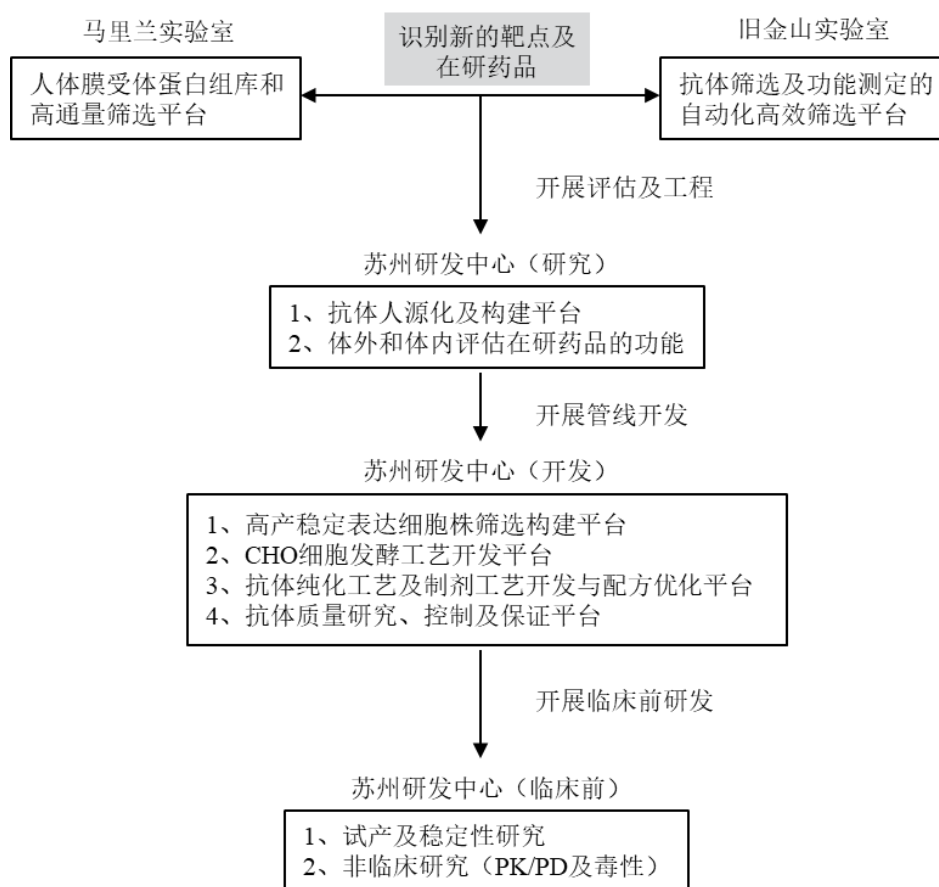 马里兰实验室
识别新的靶点及
在研药品
旧金山实验室
人体膜受体蛋白组库和
高通量筛选平台
抗体筛选及功能测定的
自动化高效筛选平台
开展评估及工程
苏州研发中心（研究）
1、抗体人源化及构建平台
2、体外和体内评估在研药品的功能
开展管线开发
苏州研发中心（开发）
1、高产稳定表达细胞株筛选构建平台
2、CHO细胞发酵工艺开发平台
3、抗体纯化工艺及制剂工艺开发与配方优化平台
4、抗体质量研究、控制及保证平台
开展临床前研发
苏州研发中心（临床前）
1、试产及稳定性研究
2、非临床研究（PK/PD及毒性）